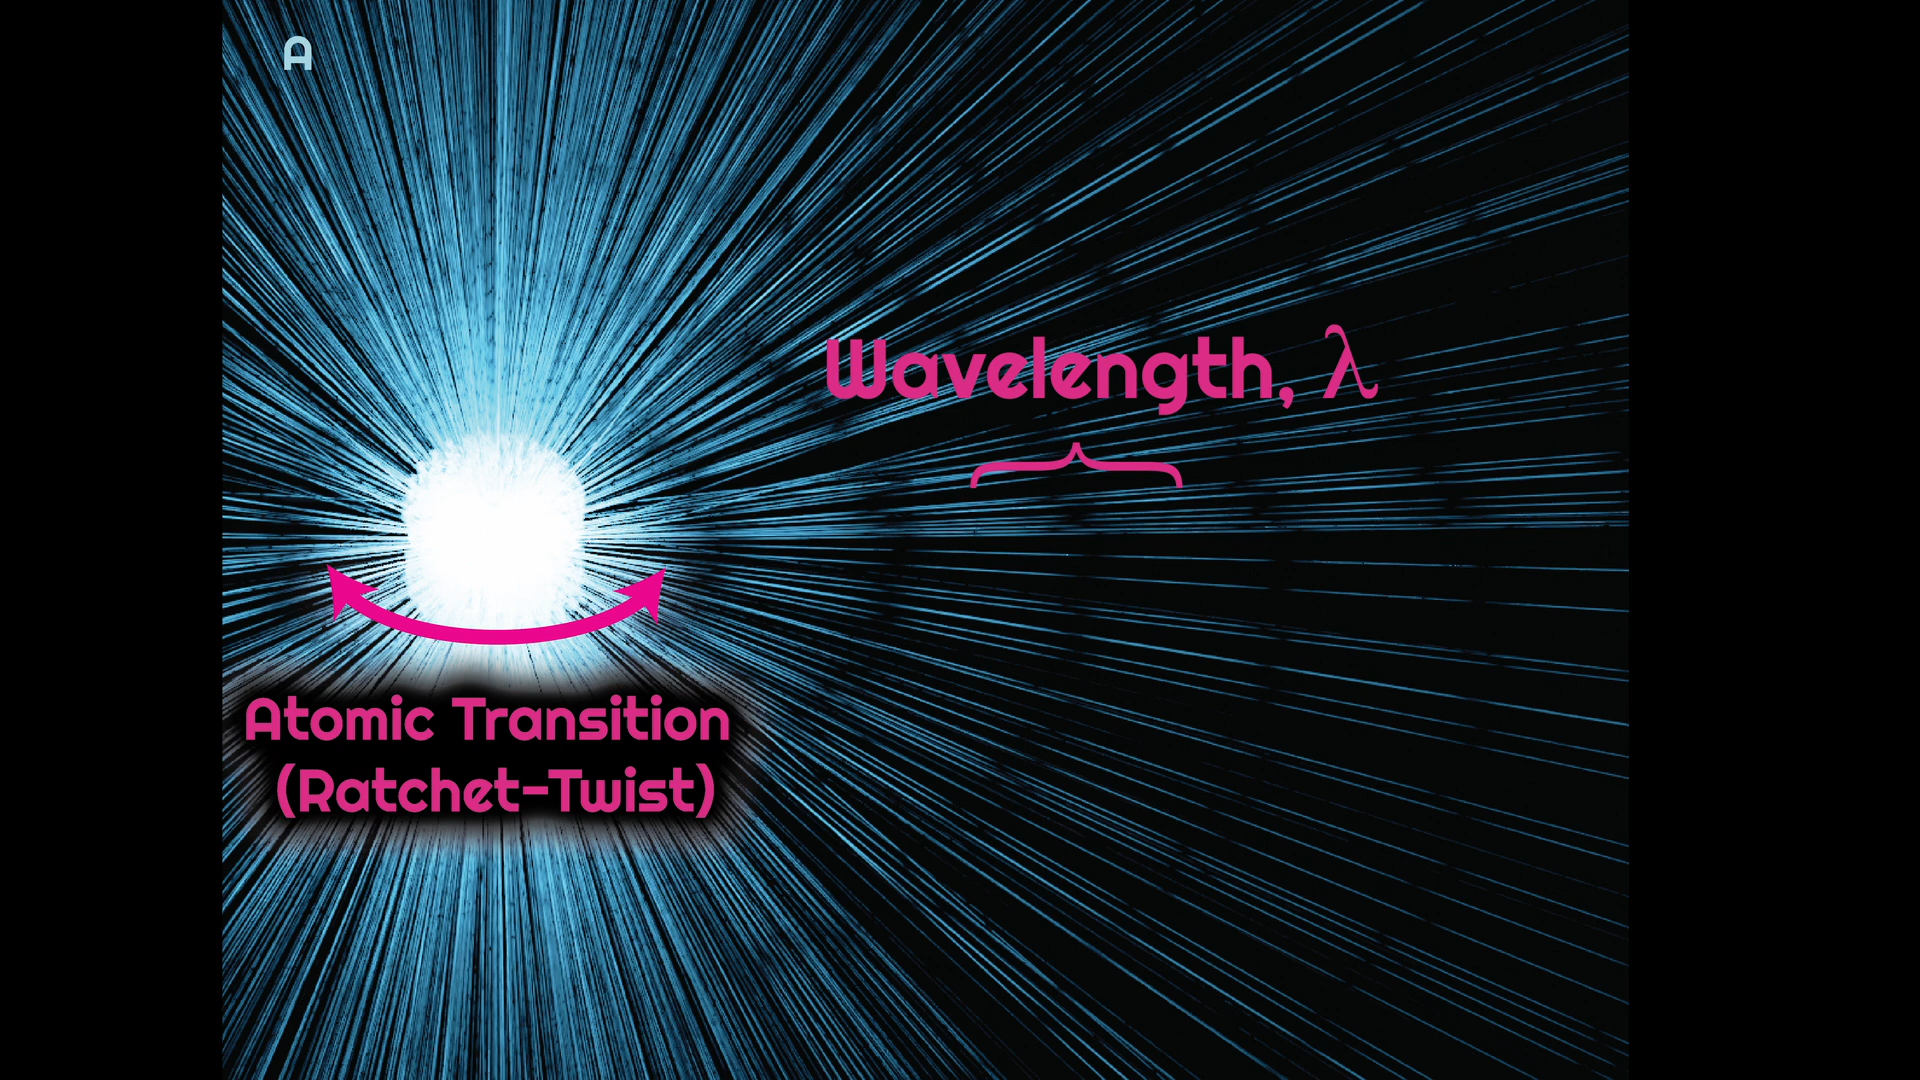 A
Wavelength, λ
Atomic Transition
(Ratchet-Twist)